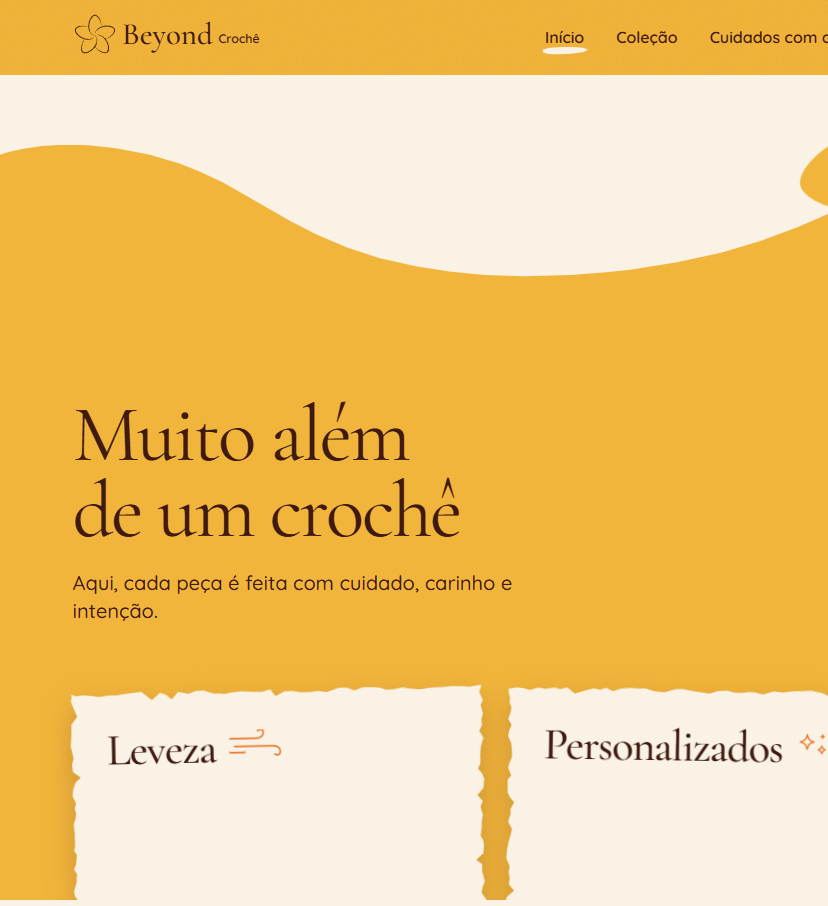 Beyond Crochê
Início Coleção Cuidados com
Muito além
de um crochê
Aqui, cada peça é feita com cuidado, carinho e
intenção.
Leveza
Personalizados